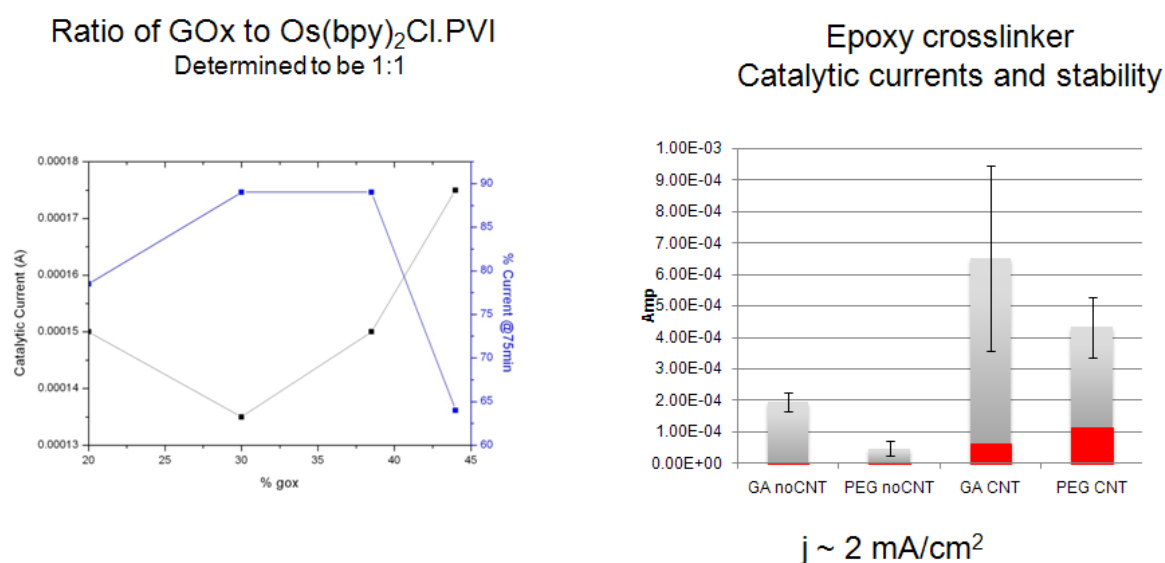 Ratio of GOx to Os(bpy)₂Cl.PVI
Determined to be 1:1
0.00018
0.00017
0.00016
0.00015
0.00014
0.00013
Catalytic Current (A)
20
25
30
35
40
45
% gox
90
85
80
75
70
65
60
% Current @75min
Epoxy crosslinker
Catalytic currents and stability
1.00E-03
9.00E-04
8.00E-04
7.00E-04
6.00E-04
5.00E-04
4.00E-04
3.00E-04
2.00E-04
1.00E-04
0.00E+00
Amp
GA noCNT
PEG noCNT
GA CNT
PEG CNT
j ~ 2 mA/cm²